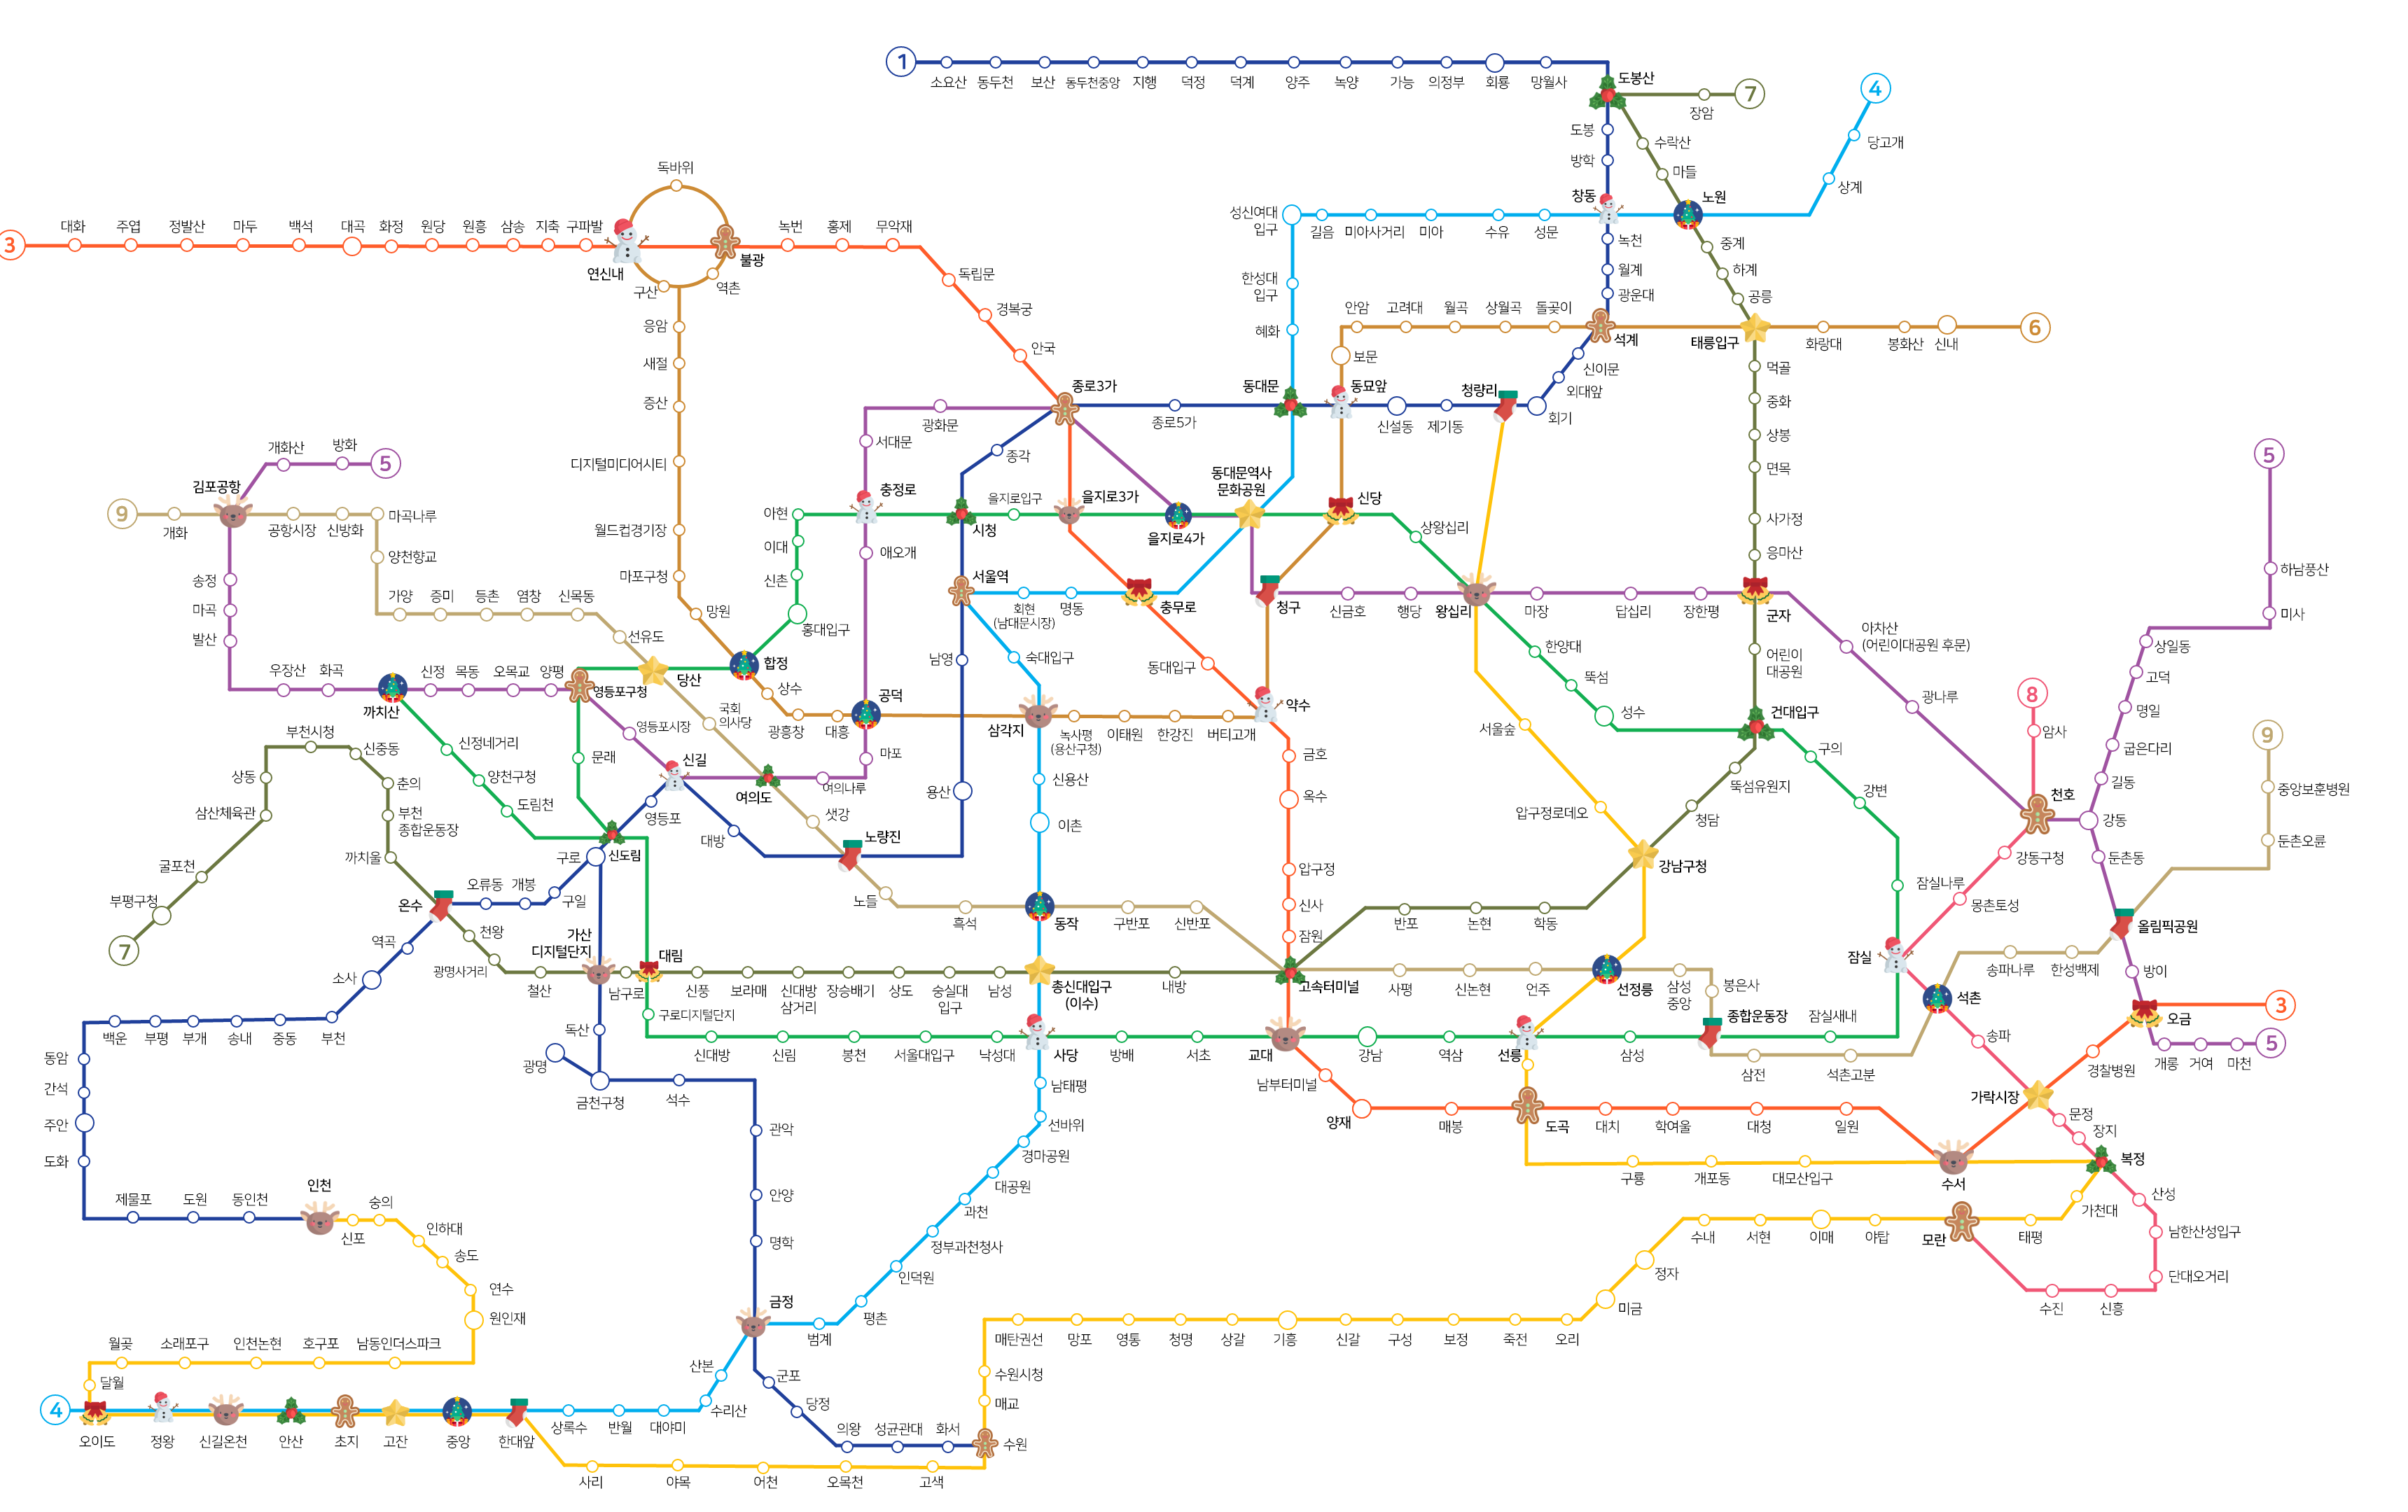 1
소요산
동두천
보산
동두천중앙
지행
덕정
덕계
양주
녹양
가능
의정부
회룡
망월사
도봉산
7
장암
4
당고개
상계
도봉
방학
수락산
마들
창동
노원
독바위
3
대화
주엽
정발산
마두
백석
대곡
화정
원당
원흥
삼송
지축
구파발
연신내
불광
녹번
홍제
무악재
구산
역촌
독립문
경복궁
안국
성신여대
입구
길음
미아사거리
미아
수유
성문
한성대
입구
혜화
녹천
월계
광운대
중계
하계
공릉
응암
새절
증산
디지털미디어시티
월드컵경기장
마포구청
망원
안암
고려대
월곡
상월곡
돌곶이
석계
태릉입구
화랑대
봉화산
신내
6
보문
신이문
외대앞
종로3가
종로5가
동대문
동묘앞
신설동
제기동
청량리
회기
먹골
중화
상봉
면목
사가정
용마산
광화문
서대문
종각
개화산
방화
5
김포공항
9
개화
공항시장
신방화
마곡나루
양천향교
송정
마곡
발산
가양
증미
등촌
염창
신목동
선유도
아현
이대
신촌
홍대입구
충정로
애오개
시청
을지로입구
을지로3가
을지로4가
동대문역사
문화공원
신당
상왕십리
서울역
회현
(남대문시장)
명동
충무로
청구
신금호
행당
왕십리
마장
답십리
장한평
군자
아차산
(어린이대공원 후문)
5
하남풍산
미사
상일동
고덕
명일
굽은다리
길동
강동
우장산
화곡
까치산
신정
목동
오목교
양평
영등포구청
당산
합정
상수
광흥창
대흥
공덕
남영
숙대입구
동대입구
약수
한양대
뚝섬
성수
어린이
대공원
건대입구
광나루
8
암사
천호
9
중앙보훈병원
둔촌오륜
부천시청
신중동
상동
춘의
삼산체육관
부천
종합운동장
까치울
굴포천
부평구청
7
온수
신정네거리
양천구청
도림천
문래
영등포시장
국회
의사당
신길
여의도
여의나루
마포
용산
삼각지
녹사평
(용산구청)
이태원
한강진
버티고개
신용산
이촌
금호
옥수
서울숲
압구정로데오
뚝섬유원지
청담
구의
강변
강남구청
영등포
대방
샛강
노량진
신도림
구로
오류동
개봉
구일
노들
흑석
동작
구반포
신반포
압구정
신사
잠원
반포
논현
학동
잠실나루
몽촌토성
강동구청
둔촌동
올림픽공원
역곡
천왕
소사
광명사거리
철산
가산
디지털단지
남구로
대림
신풍
보라매
신대방
삼거리
장승배기
상도
숭실대
입구
남성
총신대입구
(이수)
내방
고속터미널
사평
신논현
언주
선정릉
삼성
중앙
봉은사
종합운동장
잠실새내
잠실
석촌
송파나루
한성백제
방이
오금
3
5
개롱
거여
마천
백운
부평
부개
송내
중동
부천
동암
간석
주안
도화
독산
광명
금천구청
석수
구로디지털단지
신대방
신림
봉천
서울대입구
낙성대
사당
방배
서초
교대
강남
역삼
선릉
삼성
삼전
석촌고분
송파
경찰병원
가락시장
문정
장지
복정
남태평
선바위
경마공원
대공원
과천
정부과천청사
인덕원
평촌
범계
남부터미널
양재
매봉
도곡
대치
학여울
대청
일원
수서
구룡
개포동
대모산입구
관악
안양
명학
금정
제물포
도원
동인천
인천
신포
숭의
인하대
송도
연수
원인재
산성
가천대
남한산성입구
단대오거리
신흥
수진
모란
태평
수내
서현
이매
야탑
정자
미금
월곶
소래포구
인천논현
호구포
남동인더스파크
달월
4
오이도
정왕
신길온천
안산
초지
고잔
중앙
한대앞
상록수
반월
대야미
수리산
산본
군포
당정
의왕
성균관대
화서
수원
매교
수원시청
매탄권선
망포
영통
청명
상갈
기흥
신갈
구성
보정
죽전
오리
사리
야목
어천
오목천
고색